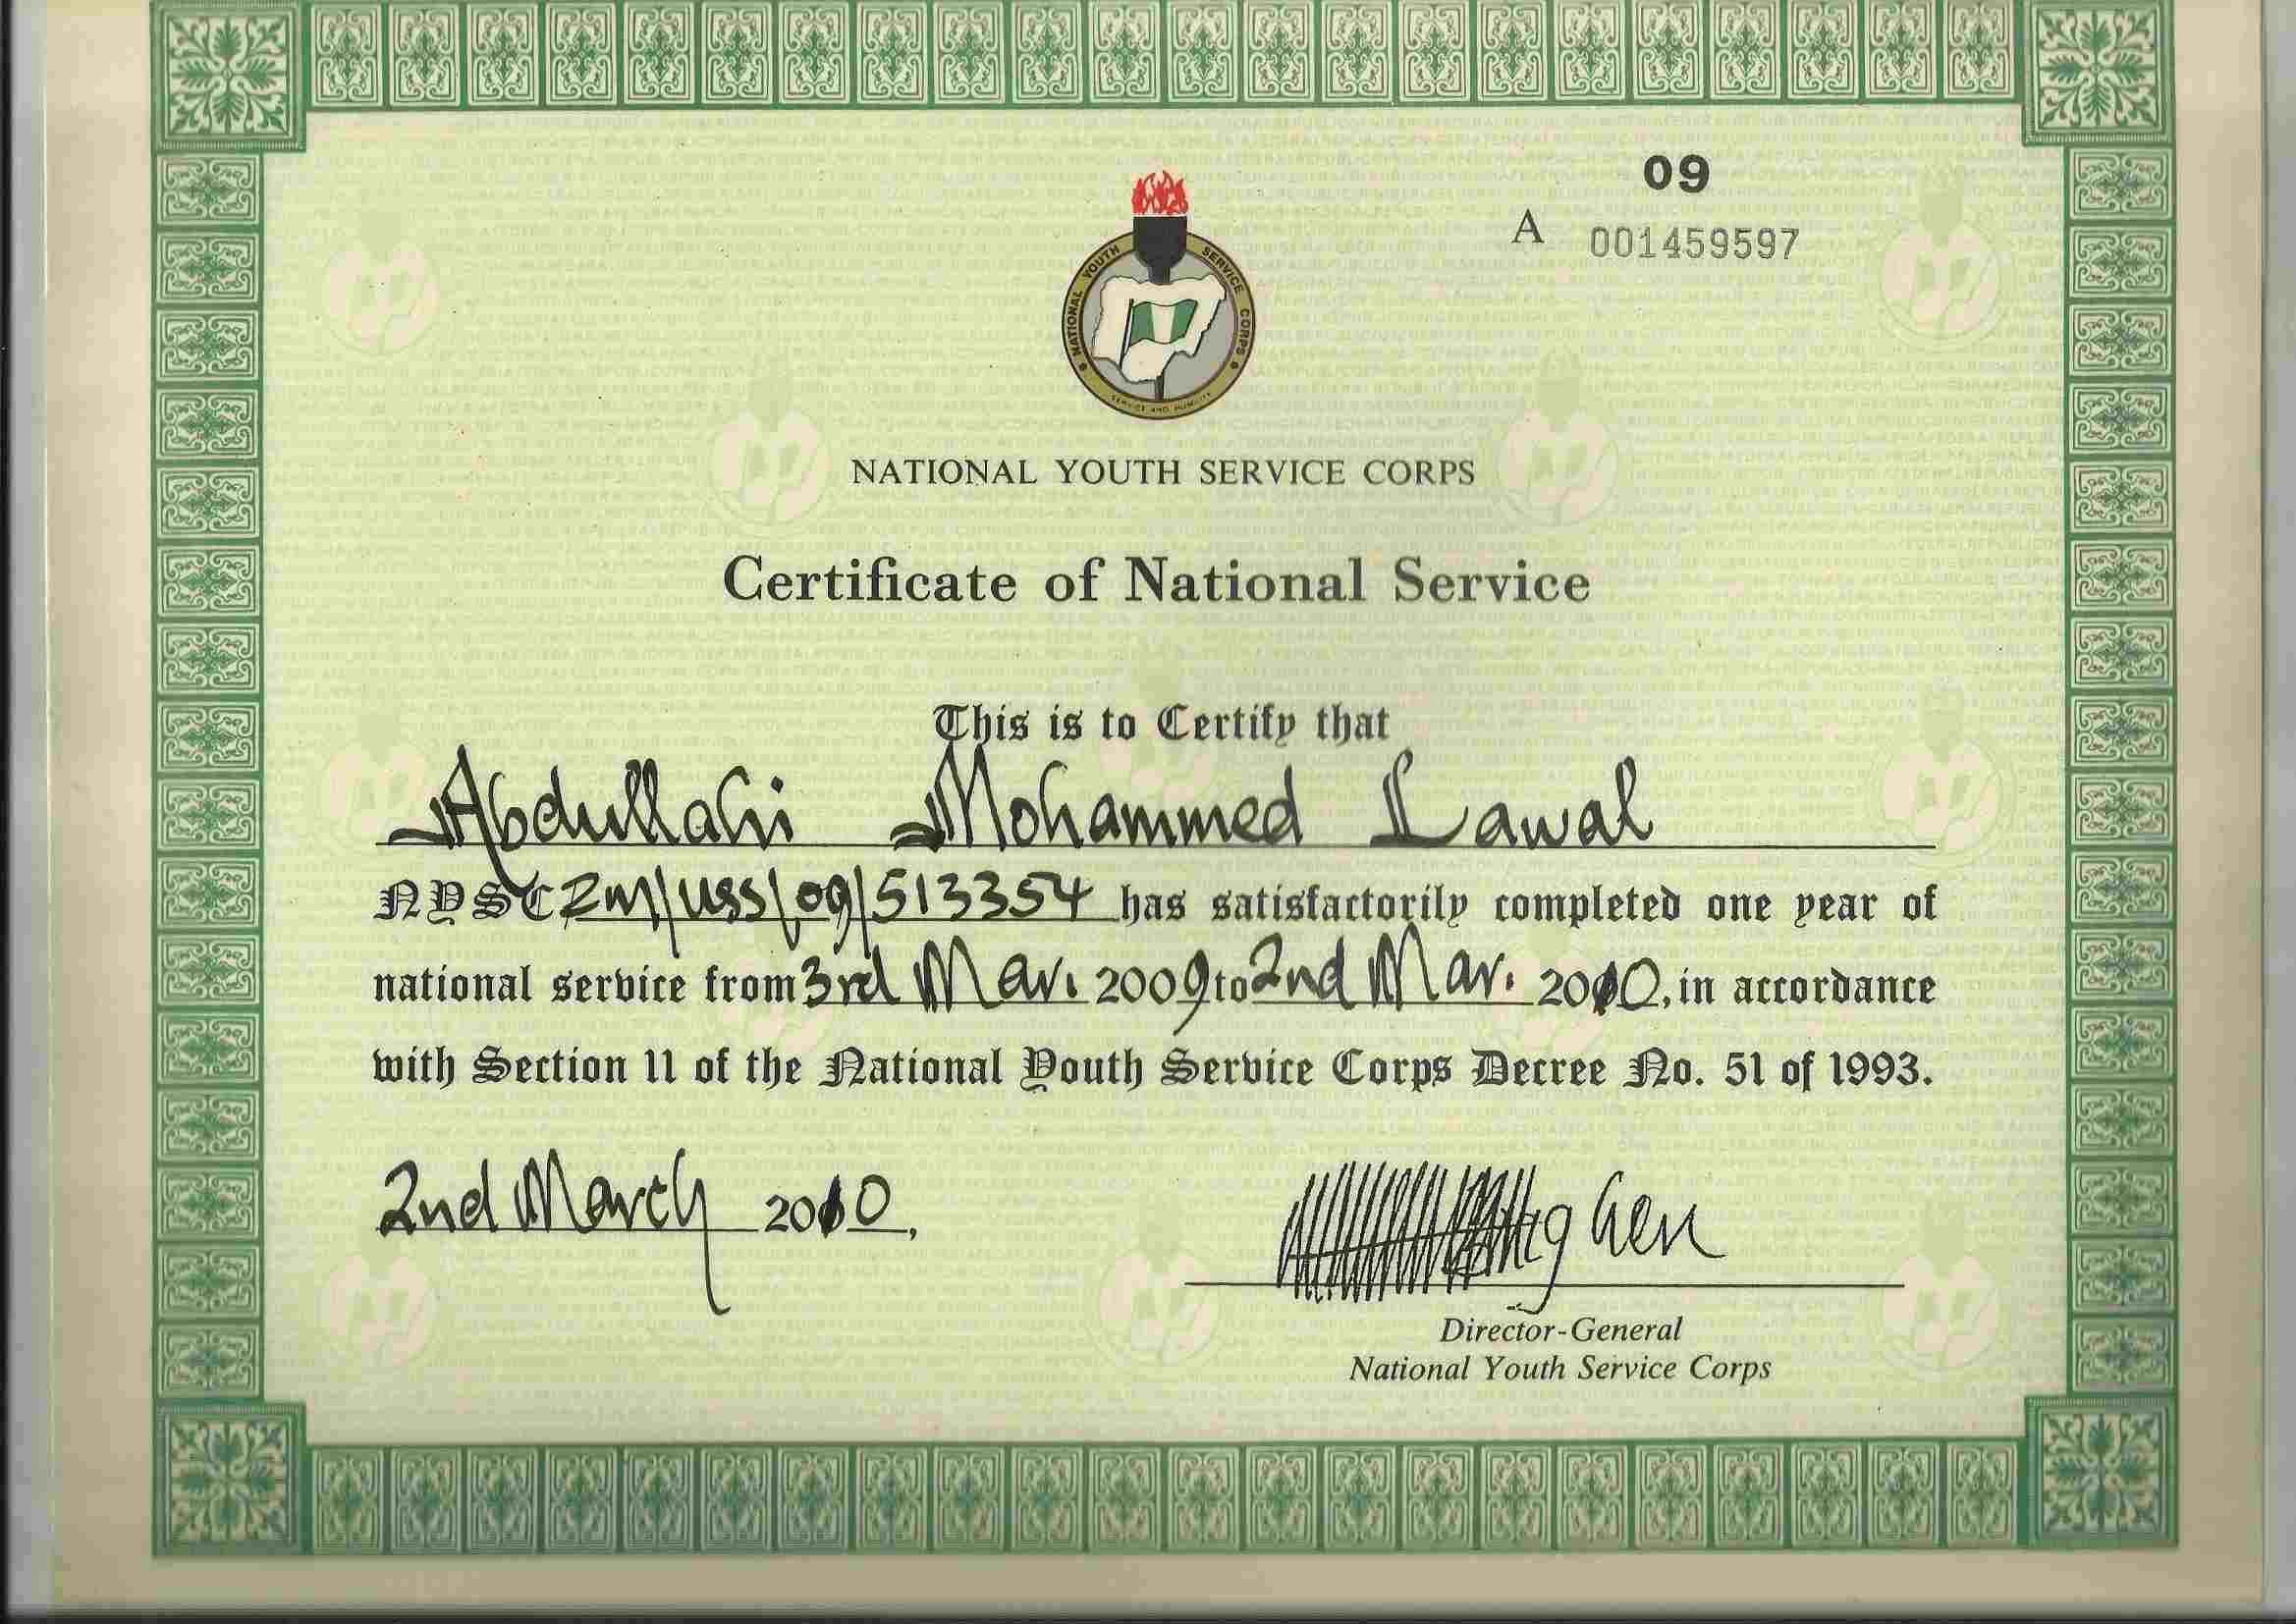 09
A 001459597
NATIONAL YOUTH SERVICE CORPS
SERVICE AND HUMILITY
NATIONAL YOUTH SERVICE CORPS
Certificate of National Service
This is to Certify that
Abdullahi Mohammed Lawal
NYSC ZM/USS/09/513354 has satisfactorily completed one year of
national service from 3rd Mar. 2009 to 2nd Mar. 2010, in accordance
with Section 11 of the National Youth Service Corps Decree No. 51 of 1993.
2nd March 2010,
Director-General
National Youth Service Corps